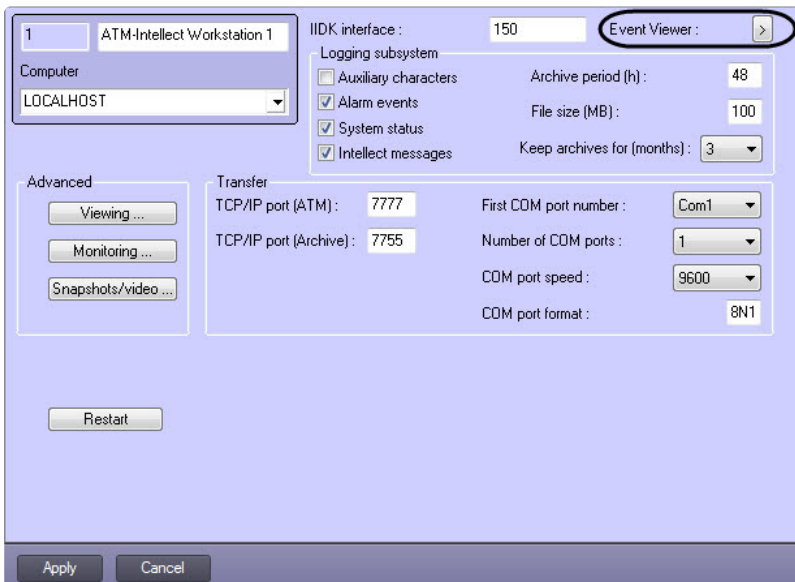 1 ATM-Intellect Workstation 1
Computer
LOCALHOST
IIDK interface : 150 Event Viewer : >
Logging subsystem
Auxiliary characters Archive period (h) : 48
Alarm events
File size (MB) : 100
System status
Intellect messages Keep archives for (months) : 3
Advanced
Viewing ...
Monitoring ...
Snapshots/video ...
Transfer
TCP/IP port (ATM) : 7777 First COM port number : Com1
TCP/IP port (Archive) : 7755 Number of COM ports : 1
COM port speed : 9600
COM port format : 8N1
Restart
Apply Cancel